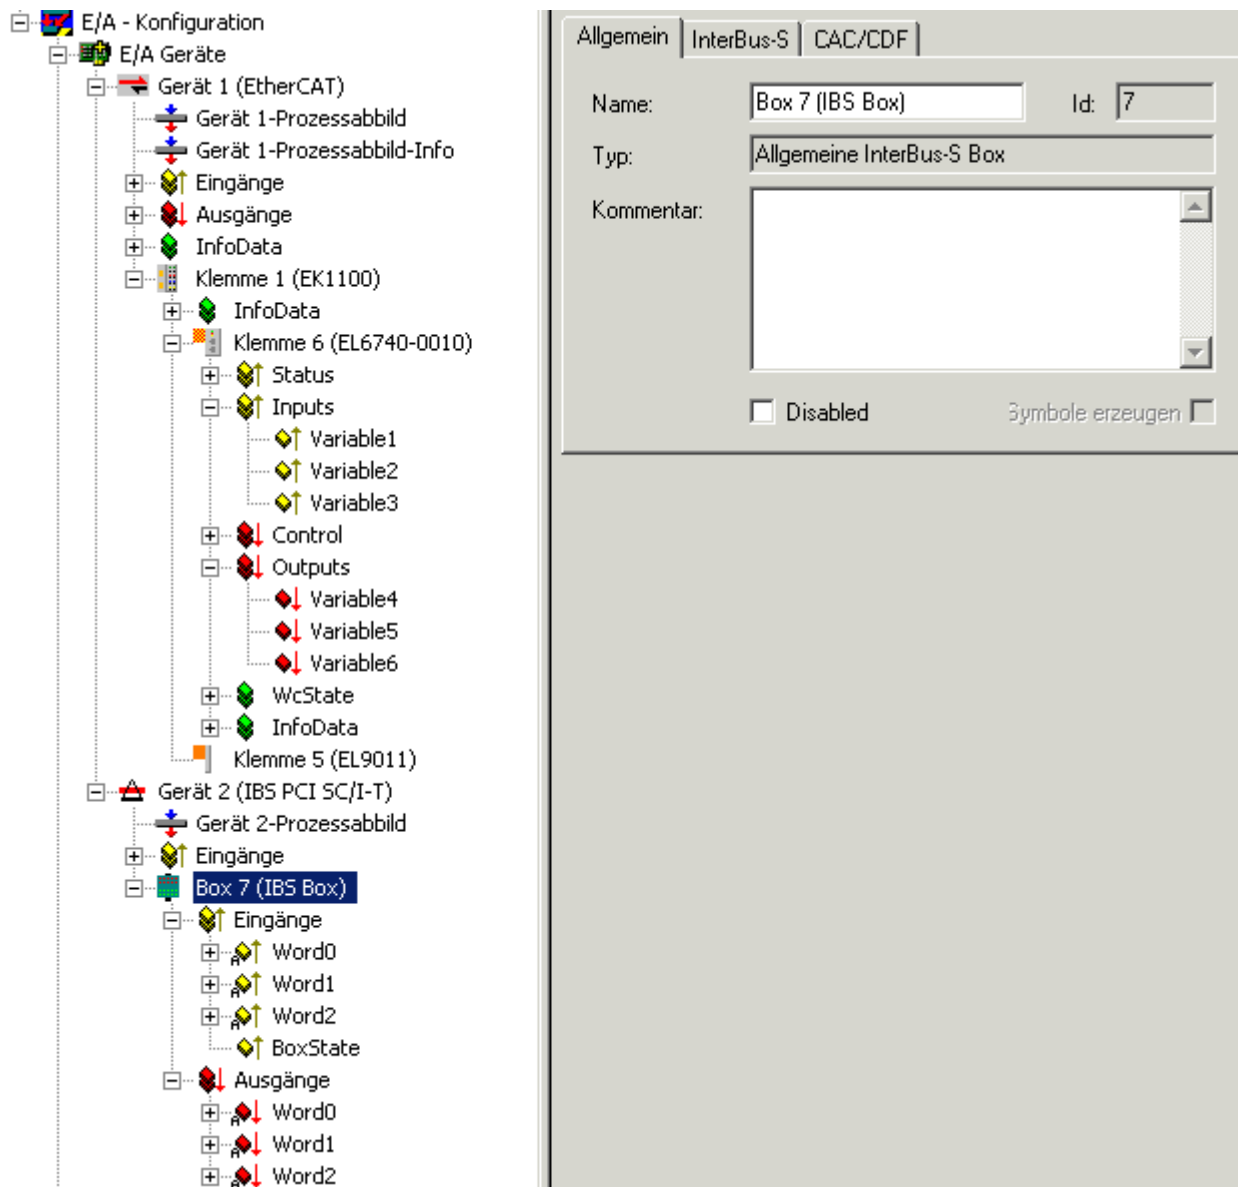 E/A - Konfiguration
E/A Geräte
Gerät 1 (EtherCAT)
Gerät 1-Prozessabbild
Gerät 1-Prozessabbild-Info
Eingänge
Ausgänge
InfoData
Klemme 1 (EK1100)
InfoData
Klemme 6 (EL6740-0010)
Status
Inputs
Variable1
Variable2
Variable3
Control
Outputs
Variable4
Variable5
Variable6
WcState
InfoData
Klemme 5 (EL9011)
Gerät 2 (IBS PCI SC/I-T)
Gerät 2-Prozessabbild
Eingänge
Box 7 (IBS Box)
Eingänge
Word0
Word1
Word2
BoxState
Ausgänge
Word0
Word1
Word2
Allgemein InterBus-S CAC/CDF
Name: Box 7 (IBS Box) Id: 7
Typ: Allgemeine InterBus-S Box
Kommentar:
Disabled Symbole erzeugen